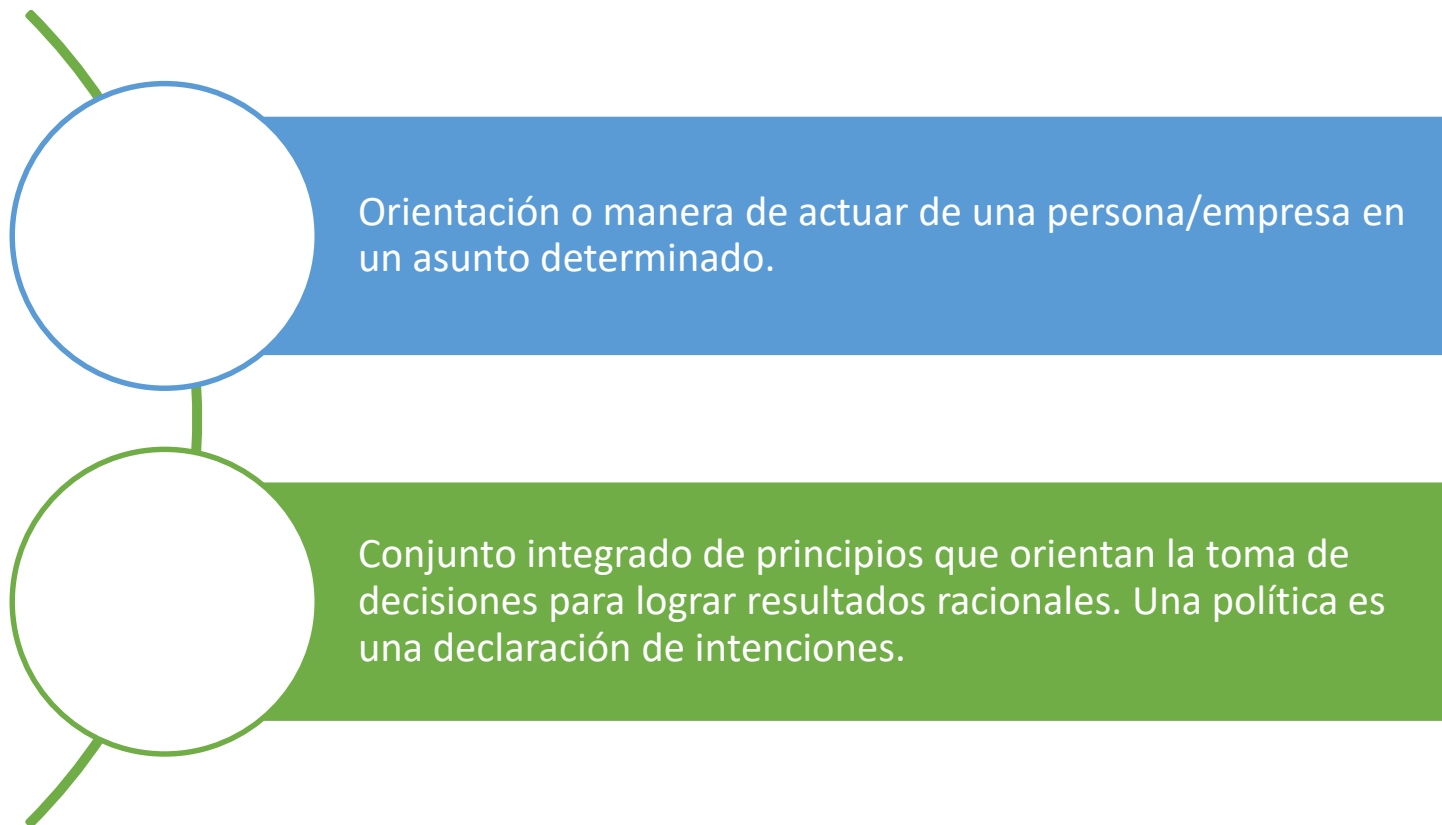 Orientación o manera de actuar de una persona/empresa en
un asunto determinado.
Conjunto integrado de principios que orientan la toma de
decisiones para lograr resultados racionales. Una política es
una declaración de intenciones.